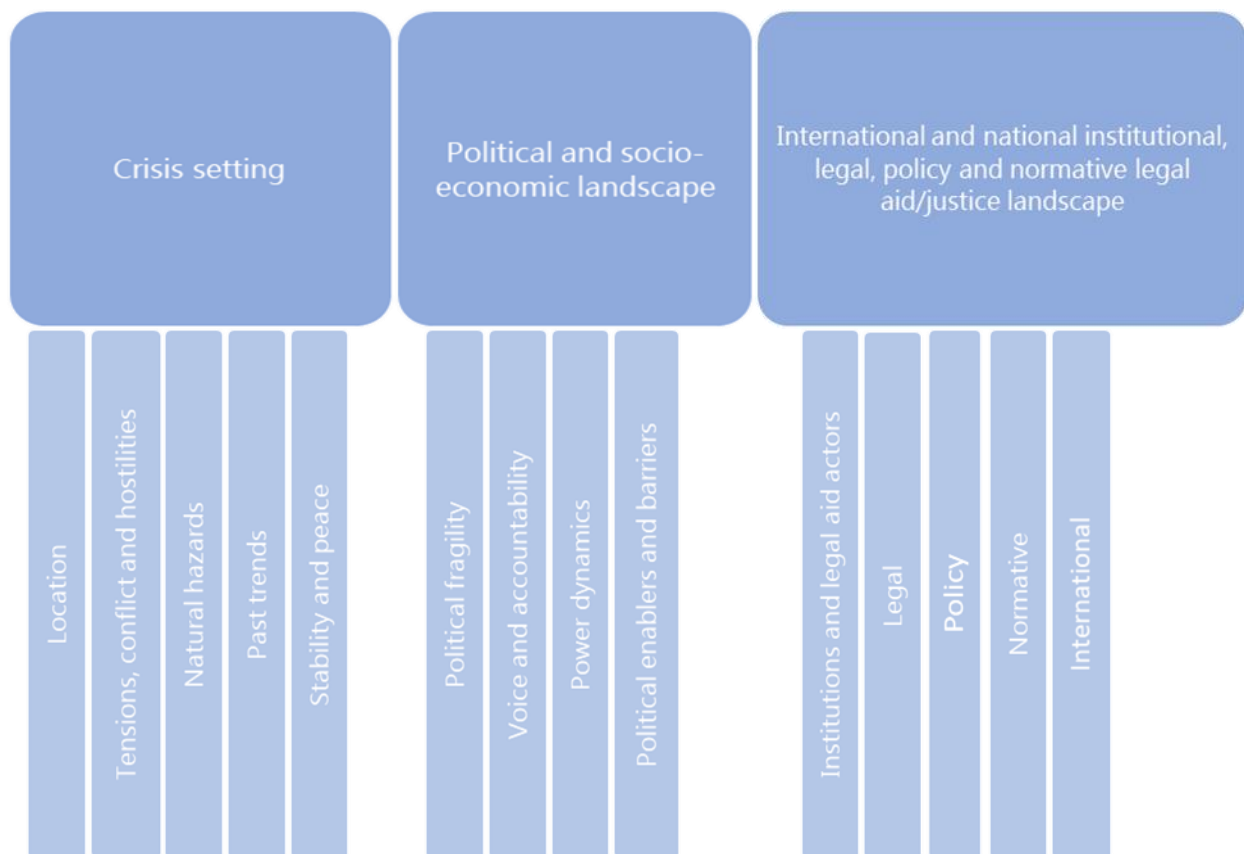 Crisis setting
Political and socio-
economic landscape
International and national institutional,
legal, policy and normative legal
aid/justice landscape
Location
Tensions, conflict and hostilities
Natural hazards
Past trends
Stability and peace
Political fragility
Voice and accountability
Power dynamics
Political enablers and barriers
Institutions and legal aid actors
Legal
Policy
Normative
International